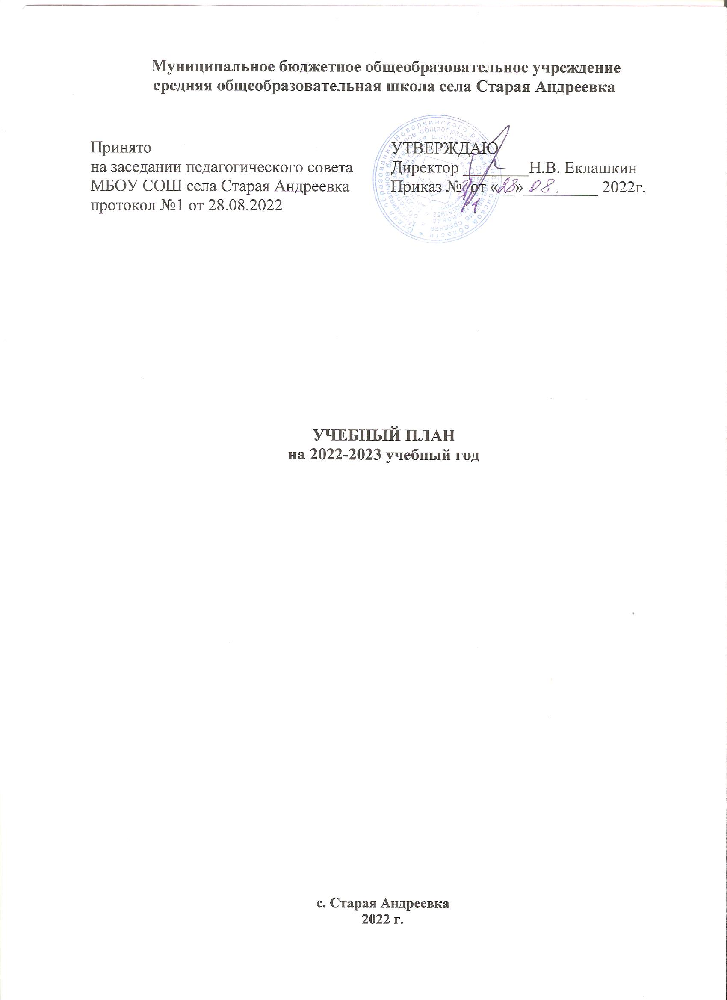 Муниципальное бюджетное общеобразовательное учреждение
средняя общеобразовательная школа села Старая Андреевка
Принято
на заседании педагогического совета
МБОУ СОШ села Старая Андреевка
протокол №1 от 28.08.2022
УТВЕРЖДАЮ
Директор ________Н.В. Еклашкин
Приказ № от «28» 08. 2022г.
УЧЕБНЫЙ ПЛАН
на 2022-2023 учебный год
с. Старая Андреевка
2022 г.